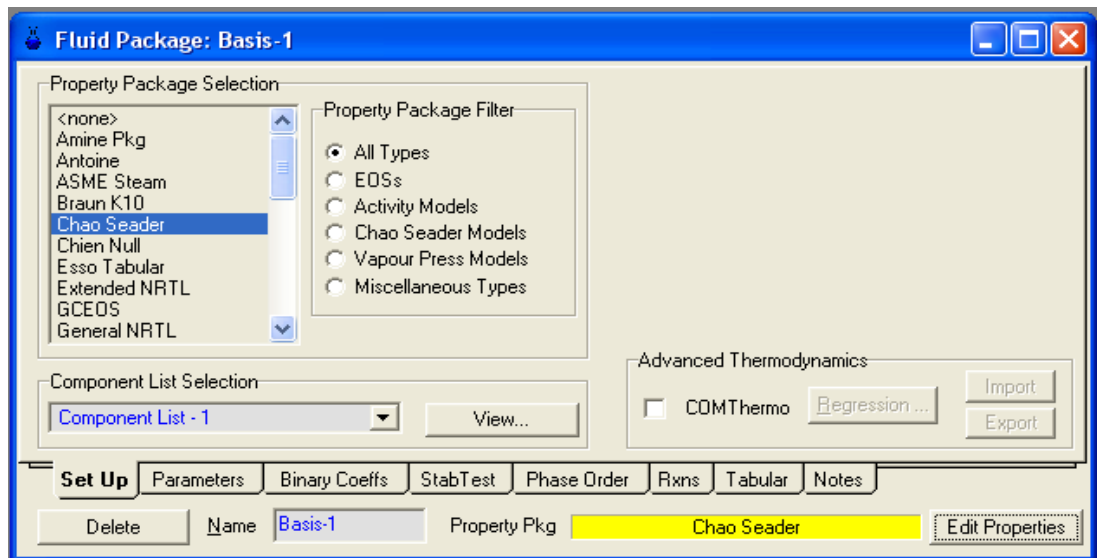 Fluid Package: Basis-1
Property Package Selection
<none>
Amine Pkg
Antoine
ASME Steam
Braun K10
Chao Seader
Chien Null
Esso Tabular
Extended NRTL
GCEOS
General NRTL
Property Package Filter
All Types
EOSs
Activity Models
Chao Seader Models
Vapour Press Models
Miscellaneous Types
Component List Selection
Component List - 1
View...
Advanced Thermodynamics
COMThermo
Regression ...
Import
Export
Set Up Parameters Binary Coeffs StabTest Phase Order Rxns Tabular Notes
Delete Name Basis-1 Property Pkg Chao Seader Edit Properties